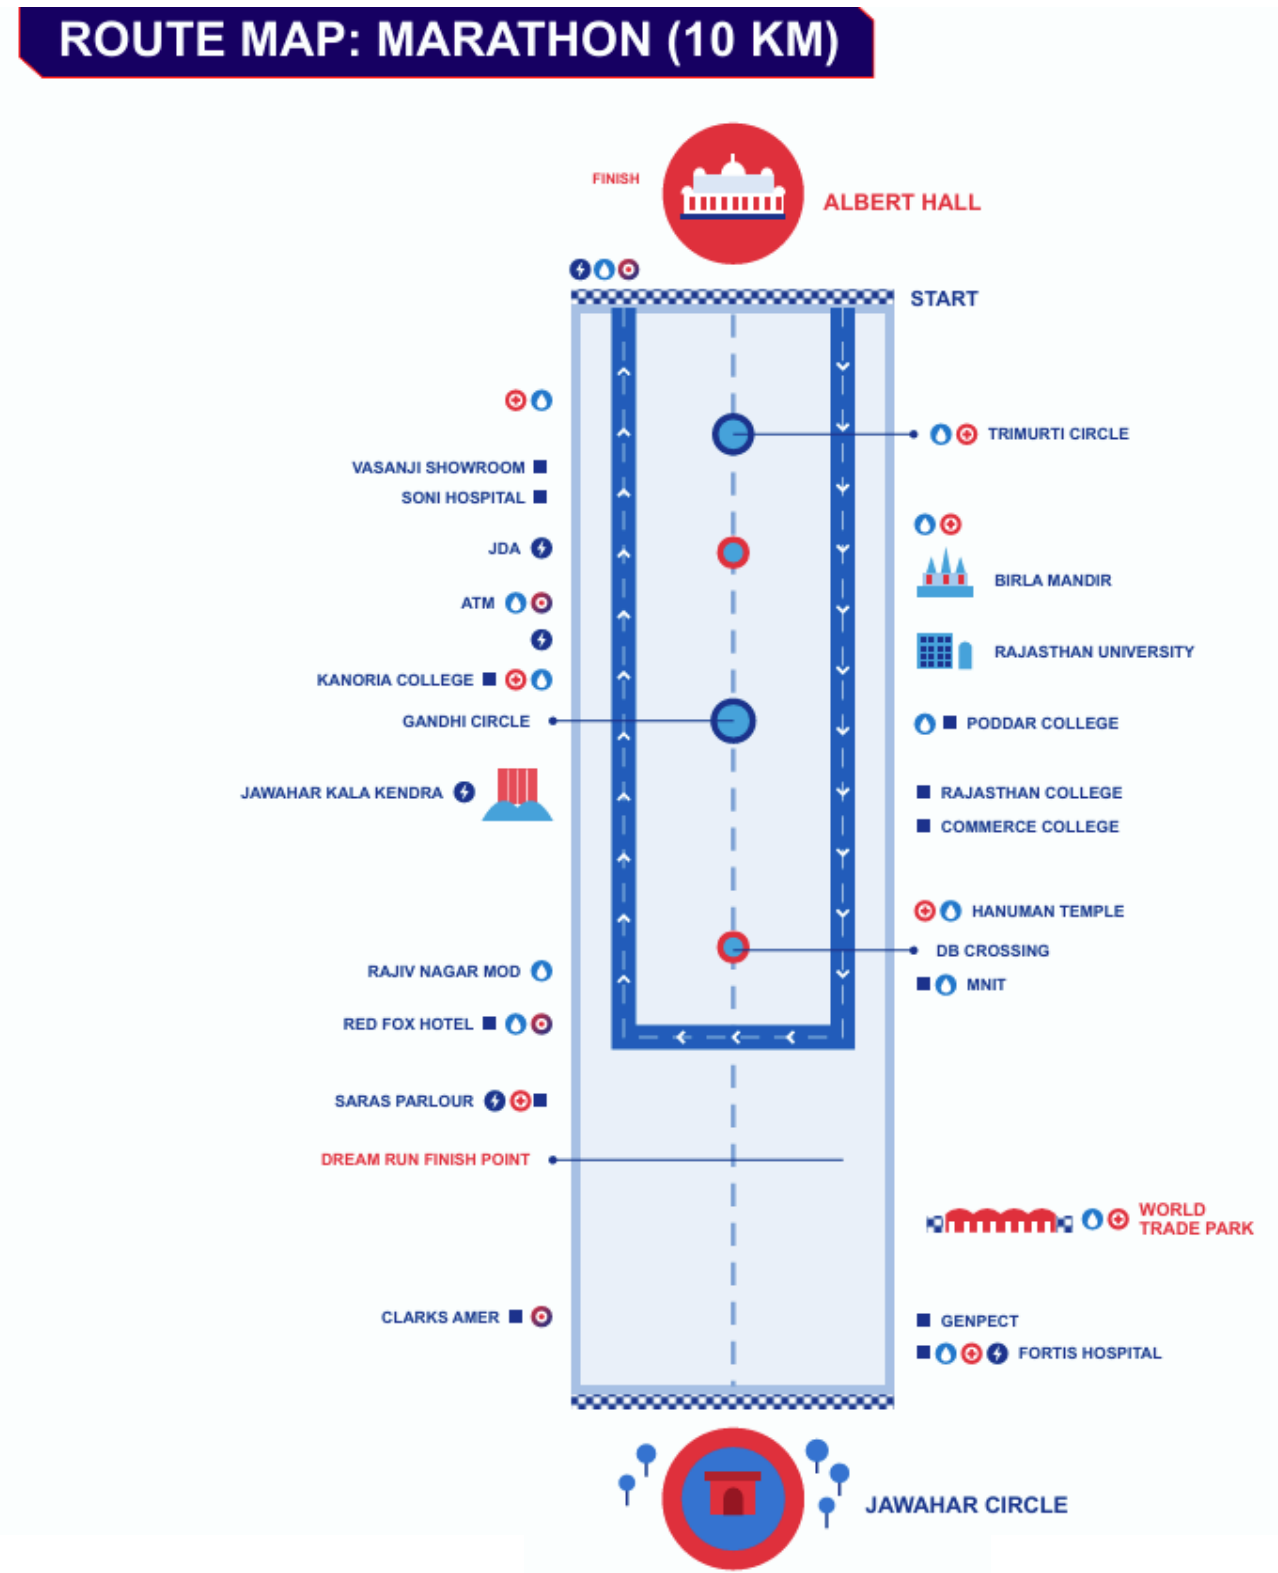 ROUTE MAP: MARATHON (10 KM)
FINISH
ALBERT HALL
START
TRIMURTI CIRCLE
VASANJI SHOWROOM
SONI HOSPITAL
JDA
BIRLA MANDIR
ATM
RAJASTHAN UNIVERSITY
KANORIA COLLEGE
GANDHI CIRCLE
PODDAR COLLEGE
JAWAHAR KALA KENDRA
RAJASTHAN COLLEGE
COMMERCE COLLEGE
HANUMAN TEMPLE
DB CROSSING
RAJIV NAGAR MOD
MNIT
RED FOX HOTEL
SARAS PARLOUR
DREAM RUN FINISH POINT
WORLD
TRADE PARK
CLARKS AMER
GENPECT
FORTIS HOSPITAL
JAWAHAR CIRCLE